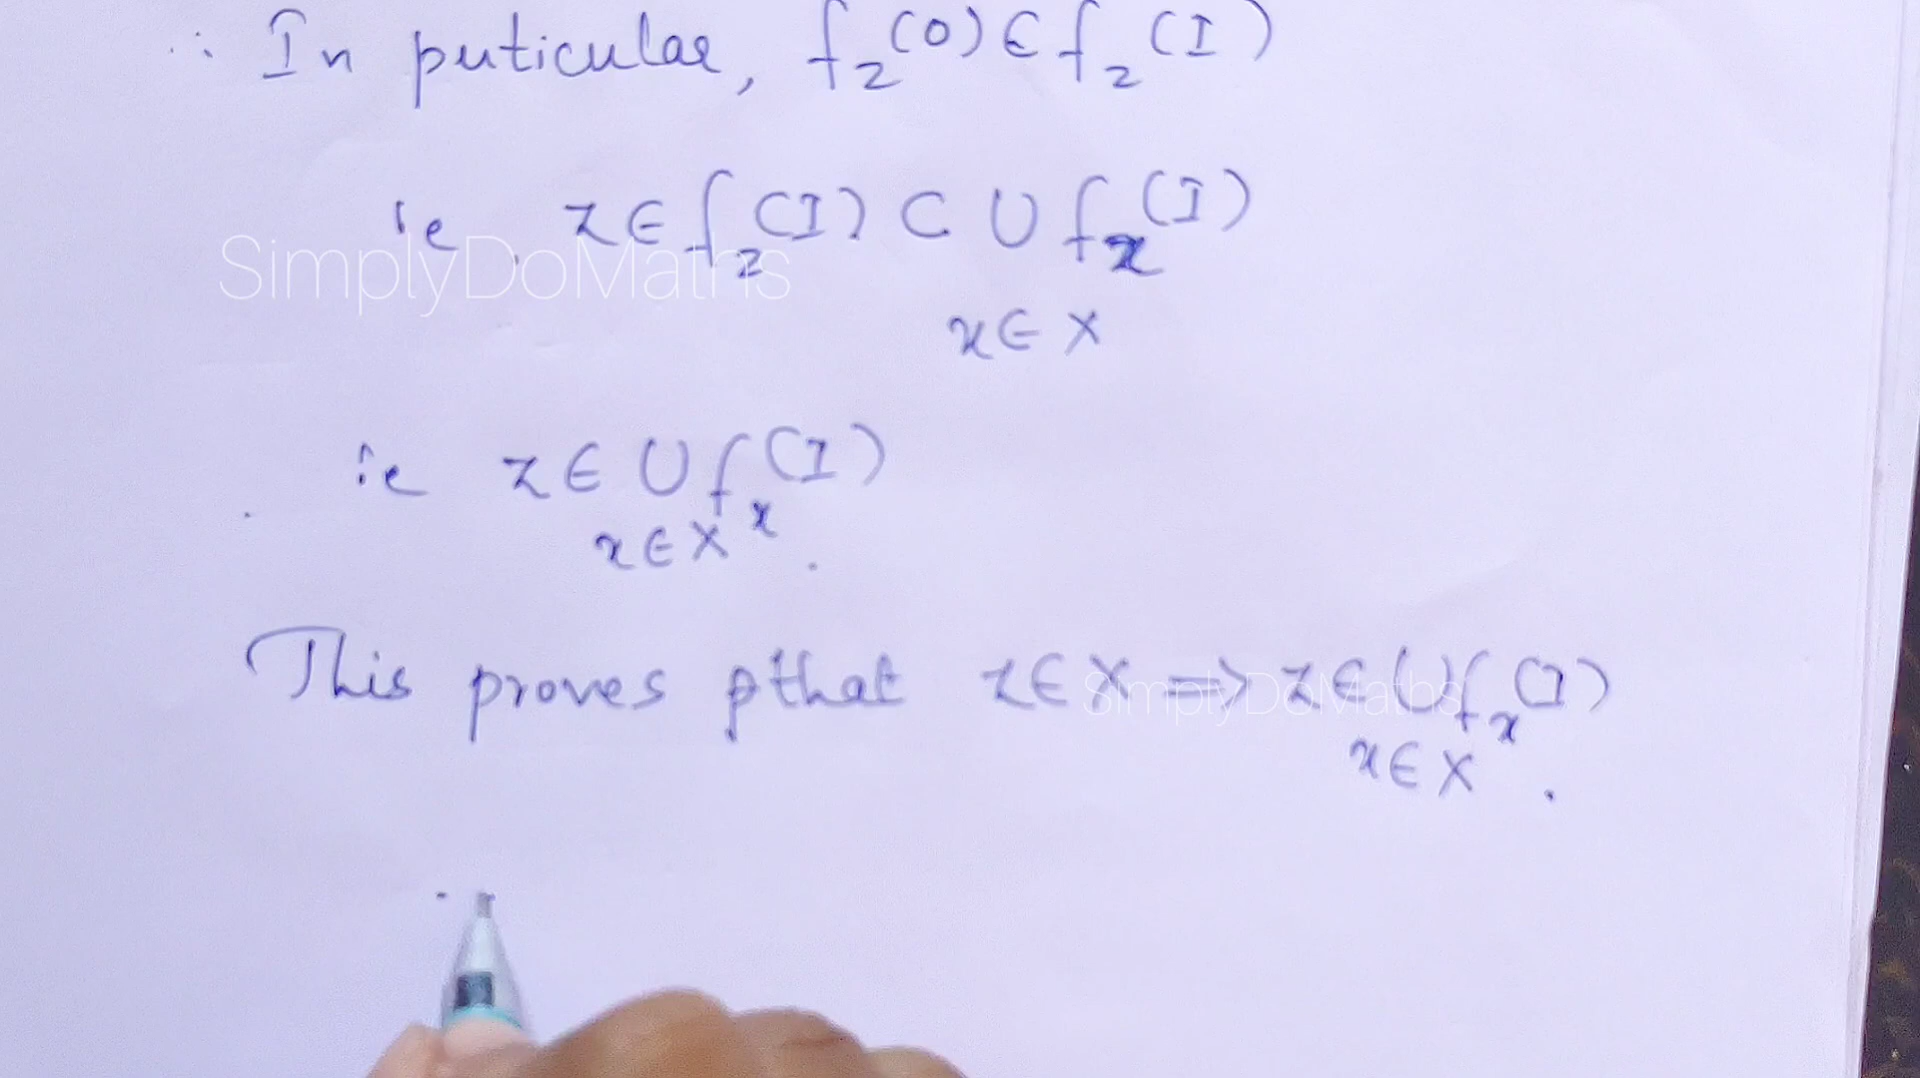 ∴ In puticular, f_z(0) ∈ f_z(I)
ie, z ∈ f_z(I) ⊂ ∪ f_x(I)
SimplyDoMaths
x ∈ X
ie z ∈ ∪ f_x(I)
x ∈ X.
This proves pthat z ∈ X ⇒ z ∈ ∪ f_x(I)
SimplyDoMaths
x ∈ X.